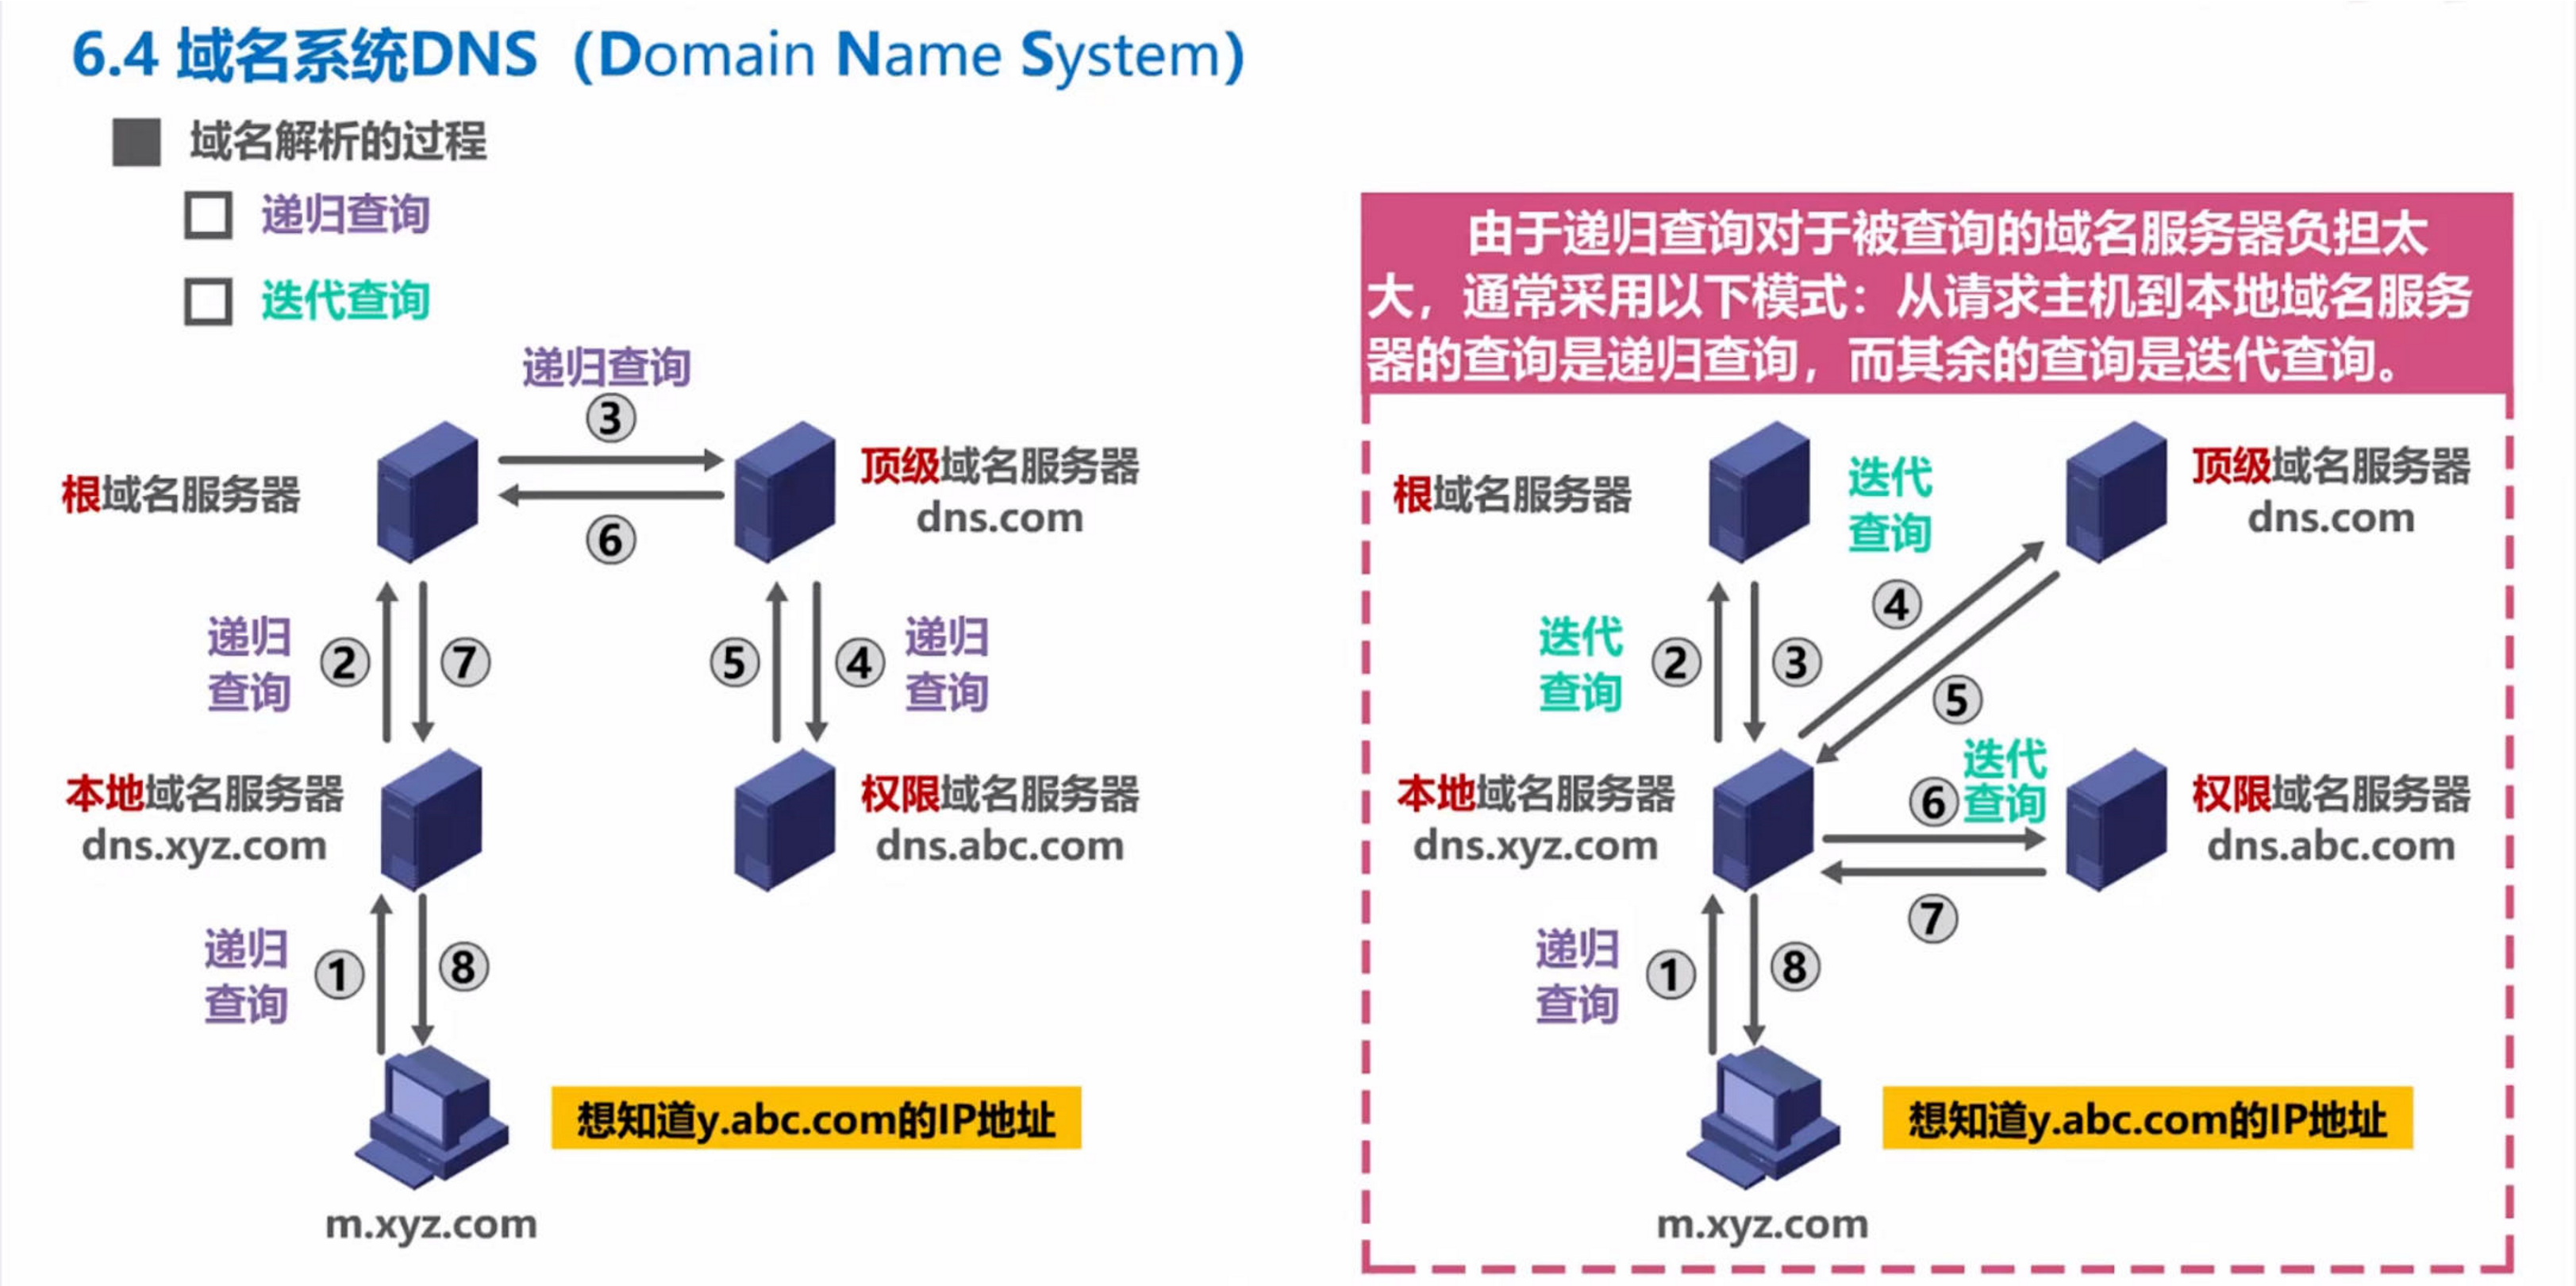 6.4 域名系统DNS（Domain Name System）
域名解析的过程
递归查询
迭代查询
递归查询
③
根域名服务器
顶级域名服务器
dns.com
⑥
递归
查询
②
⑦
⑤
④
递归
查询
本地域名服务器
dns.xyz.com
权限域名服务器
dns.abc.com
递归
查询
①
⑧
想知道y.abc.com的IP地址
m.xyz.com
由于递归查询对于被查询的域名服务器负担太
大，通常采用以下模式：从请求主机到本地域名服务
器的查询是递归查询，而其余的查询是迭代查询。
根域名服务器
迭代
查询
顶级域名服务器
dns.com
④
迭代
查询
②
③
⑤
本地域名服务器
dns.xyz.com
⑥
迭代
查询
权限域名服务器
dns.abc.com
⑦
递归
查询
①
⑧
想知道y.abc.com的IP地址
m.xyz.com